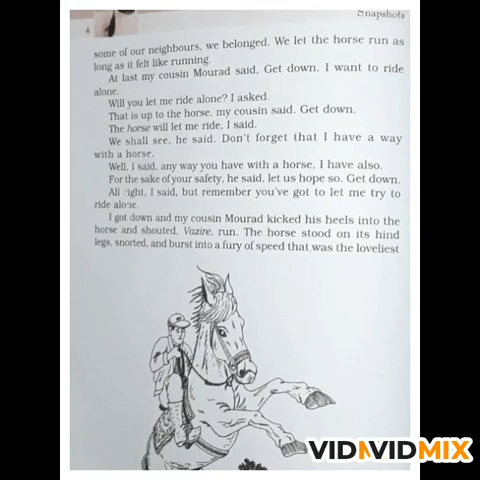 Snapshots
4
some of our neighbours, we belonged. We let the horse run as
long as it felt like running.
At last my cousin Mourad said, Get down. I want to ride
alone.
Will you let me ride alone? I asked.
That is up to the horse, my cousin said. Get down.
The horse will let me ride, I said.
We shall see, he said. Don't forget that I have a way
with a horse.
Well, I said, any way you have with a horse, I have also.
For the sake of your safety, he said, let us hope so. Get down.
All right, I said, but remember you've got to let me try to
ride alone.
I got down and my cousin Mourad kicked his heels into the
horse and shouted, Vazire, run. The horse stood on its hind
legs, snorted, and burst into a fury of speed that was the loveliest
VIDNVIDMIX